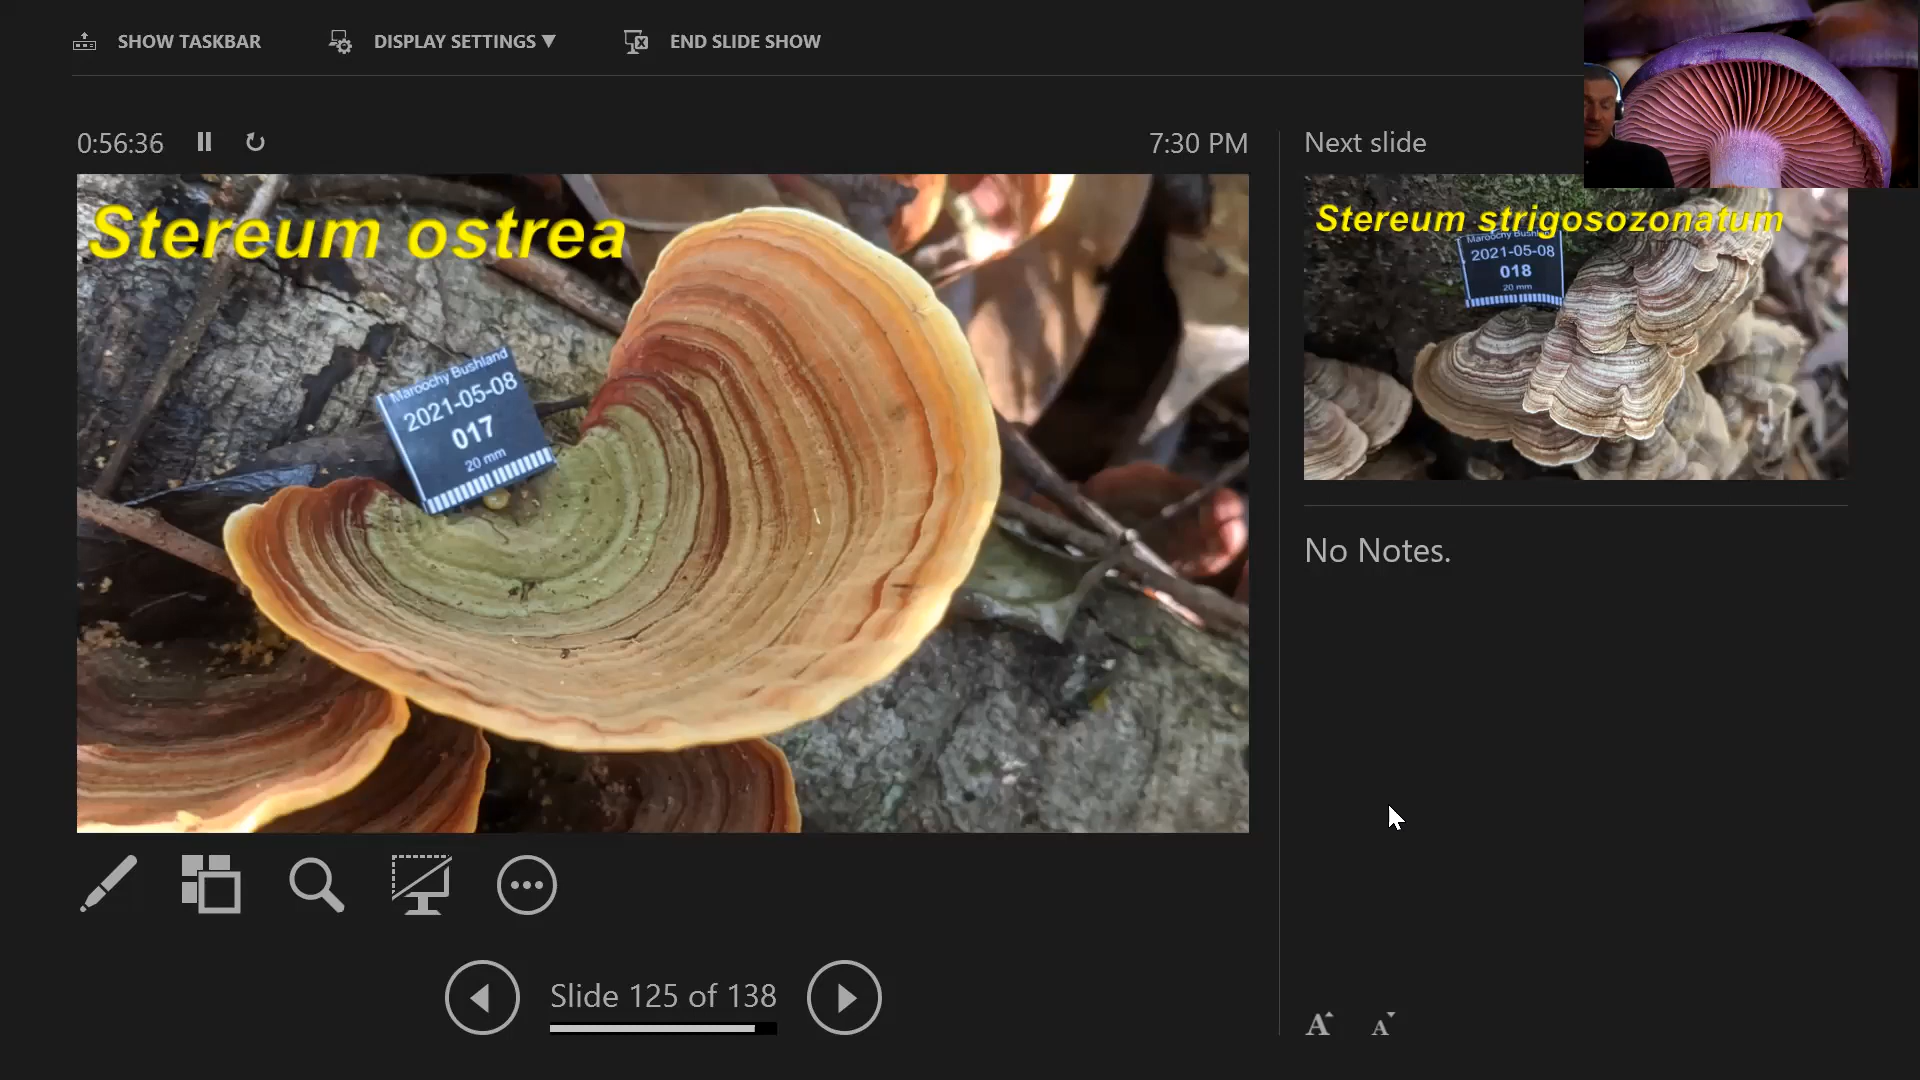 SHOW TASKBAR
DISPLAY SETTINGS ▼
END SLIDE SHOW
0:56:36
7:30 PM
Next slide
Stereum ostrea
Maroochy Bushland
2021-05-08
017
20 mm
Stereum strigosozonatum
Maroochy Bushland
2021-05-08
018
20 mm
No Notes.
Slide 125 of 138
A A